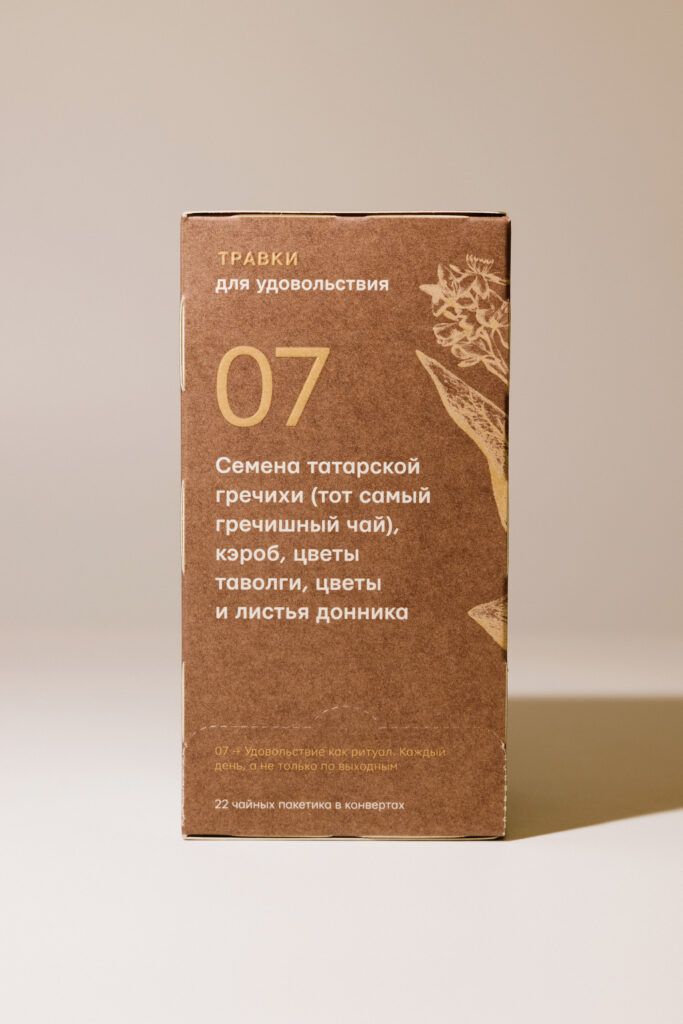 ТРАВКИ
для удовольствия
07
Семена татарской
гречихи (тот самый
гречишный чай),
кэроб, цветы
таволги, цветы
и листья донника
07 → Удовольствие как ритуал. Каждый
день, а не только по выходным
22 чайных пакетика в конвертах